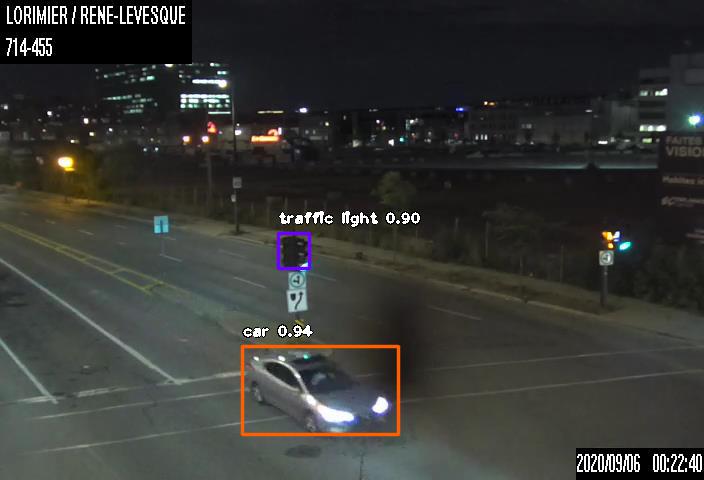 LORIMIER / RENE-LEVESQUE
714-455
FAITES
VISION
traffic light 0.90
car 0.94
2020/09/06 00:22:40